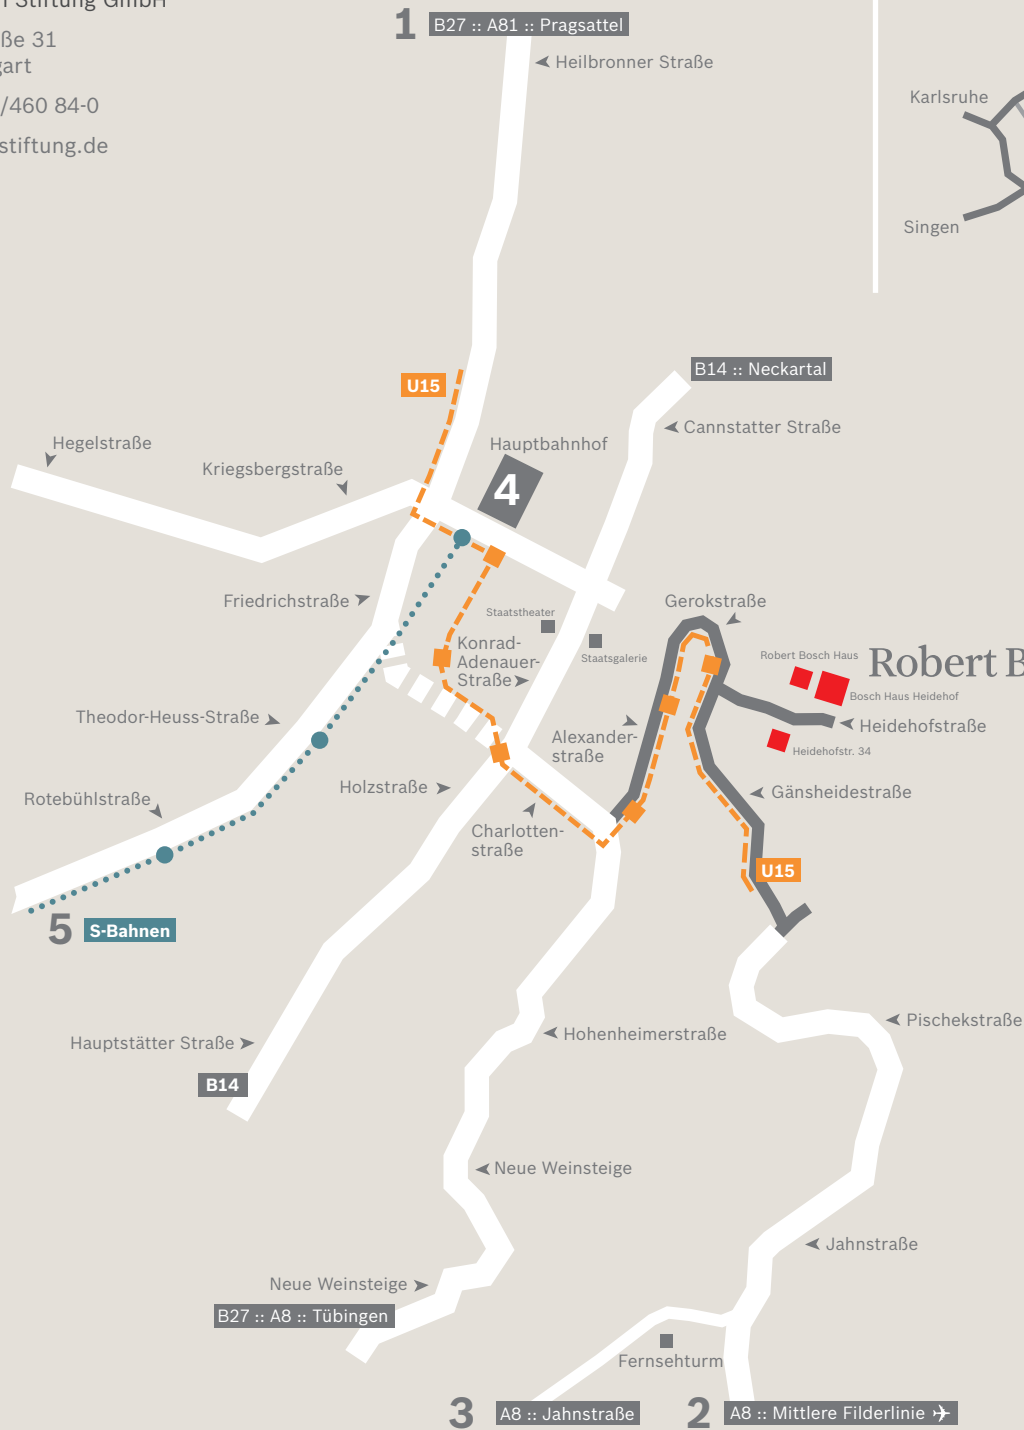 Stiftung GmbH
ße 31
gart
/460 84-0
stiftung.de
1 B27 :: A81 :: Pragsattel
Heilbronner Straße
Karlsruhe
Singen
B14 :: Neckartal
U15
Cannstatter Straße
Hegelstraße
Hauptbahnhof
Kriegsbergstraße
4
Friedrichstraße
Gerokstraße
Staatstheater
Konrad-
Adenauer-
Straße
Staatsgalerie
Robert Bosch Haus
Robert B
Bosch Haus Heidehof
Theodor-Heuss-Straße
Heidehofstraße
Alexander-
straße
Heidehofstr. 34
Holzstraße
Gänsheidestraße
Rotebühlstraße
Charlotten-
straße
U15
5 S-Bahnen
Pischekstraße
Hohenheimerstraße
Hauptstätter Straße
B14
Neue Weinsteige
Jahnstraße
Neue Weinsteige
B27 :: A8 :: Tübingen
Fernsehturm
3 A8 :: Jahnstraße
2 A8 :: Mittlere Filderlinie